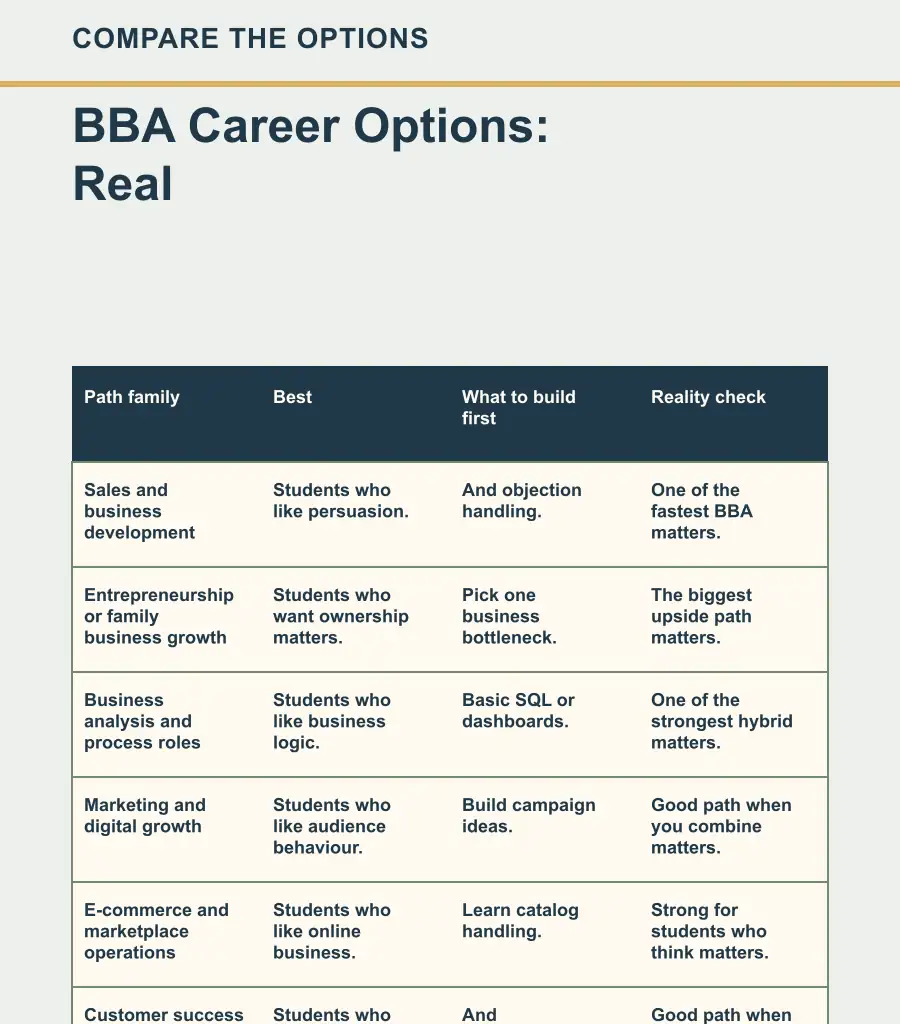 COMPARE THE OPTIONS
BBA Career Options:
Real
Path family
Best
What to build
first
Reality check
Sales and
business
development
Students who
like persuasion.
And objection
handling.
One of the
fastest BBA
matters.
Entrepreneurship
or family
business growth
Students who
want ownership
matters.
Pick one
business
bottleneck.
The biggest
upside path
matters.
Business
analysis and
process roles
Students who
like business
logic.
Basic SQL or
dashboards.
One of the
strongest hybrid
matters.
Marketing and
digital growth
Students who
like audience
behaviour.
Build campaign
ideas.
Good path when
you combine
matters.
E-commerce and
marketplace
operations
Students who
like online
business.
Learn catalog
handling.
Strong for
students who
think matters.
Customer success
Students who
And
Good path when